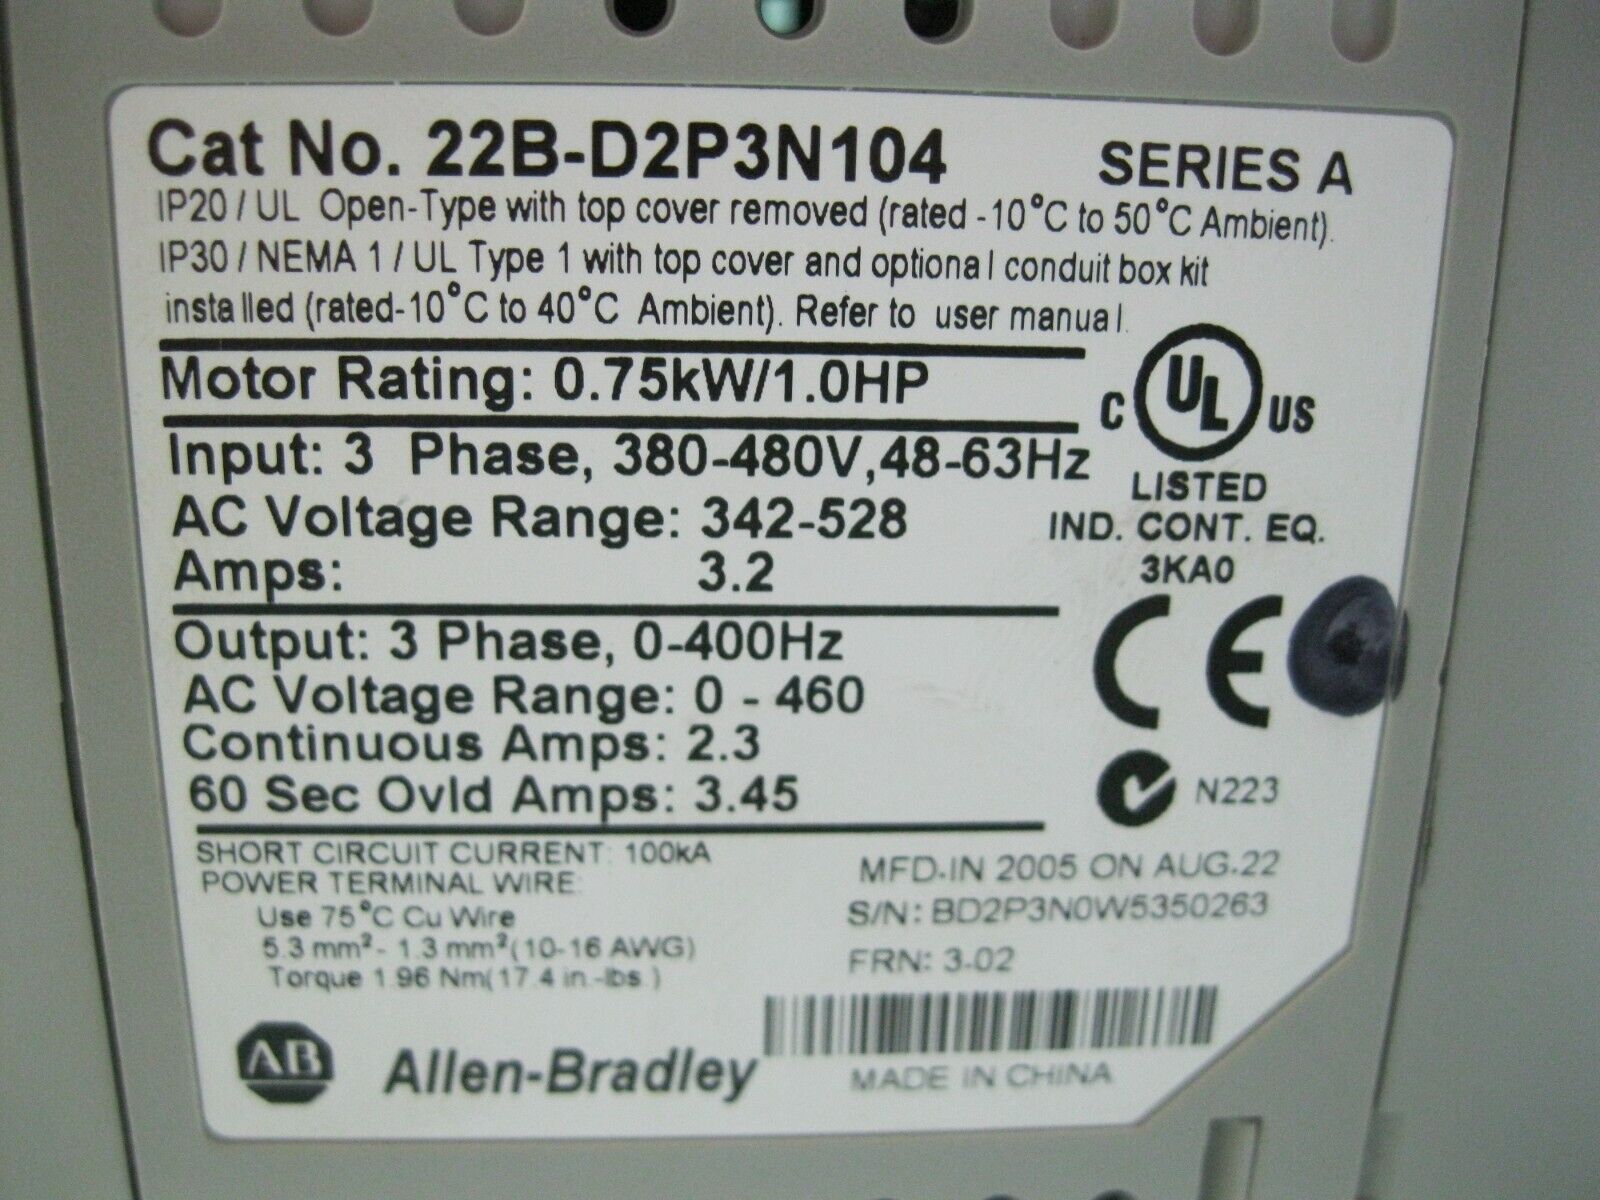 Cat No. 22B-D2P3N104 SERIES A
IP20 / UL Open-Type with top cover removed (rated -10°C to 50°C Ambient).
IP30 / NEMA 1 / UL Type 1 with top cover and optional conduit box kit
installed (rated-10°C to 40°C Ambient). Refer to user manual.
Motor Rating: 0.75kW/1.0HP
C UL US
Input: 3 Phase, 380-480V,48-63Hz
LISTED
AC Voltage Range: 342-528
IND. CONT. EQ.
Amps: 3.2
3KA0
CE
Output: 3 Phase, 0-400Hz
AC Voltage Range: 0 - 460
Continuous Amps: 2.3
60 Sec Ovld Amps: 3.45
N223
SHORT CIRCUIT CURRENT: 100kA
POWER TERMINAL WIRE:
Use 75°C Cu Wire
5.3 mm²- 1.3 mm²(10-16 AWG)
Torque 1.96 Nm(17.4 in.-lbs.)
MFD.IN 2005 ON AUG.22
S/N: BD2P3N0W5350263
FRN: 3.02
AB Allen-Bradley
MADE IN CHINA